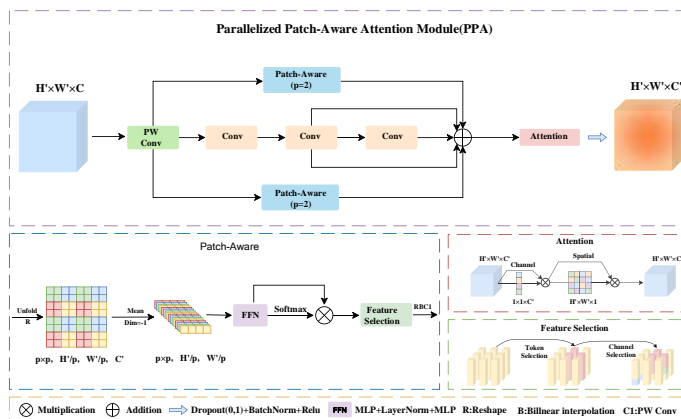 Parallelized Patch-Aware Attention Module(PPA)
H'×W'×C
Patch-Aware
(p=2)
H'×W'×C'
PW
Conv
Conv
Conv
Conv
Attention
Patch-Aware
(p=2)
Patch-Aware
Unfold
R
p×p, H'/p, W'/p, C'
Mean
Dim=-1
p×p, H'/p, W'/p
FFN
Softmax
Feature
Selection
RBC1
Attention
H'×W'×C'
Channel
1×1×C'
Spatial
H'×W'×1
H'×W'×C'
Feature Selection
Token
Selection
Channel
Selection
Multiplication
Addition
Dropout(0,1)+BatchNorm+Relu
FFN
MLP+LayerNorm+MLP
R:Reshape
B:Billnear interpolation
C1:PW Conv